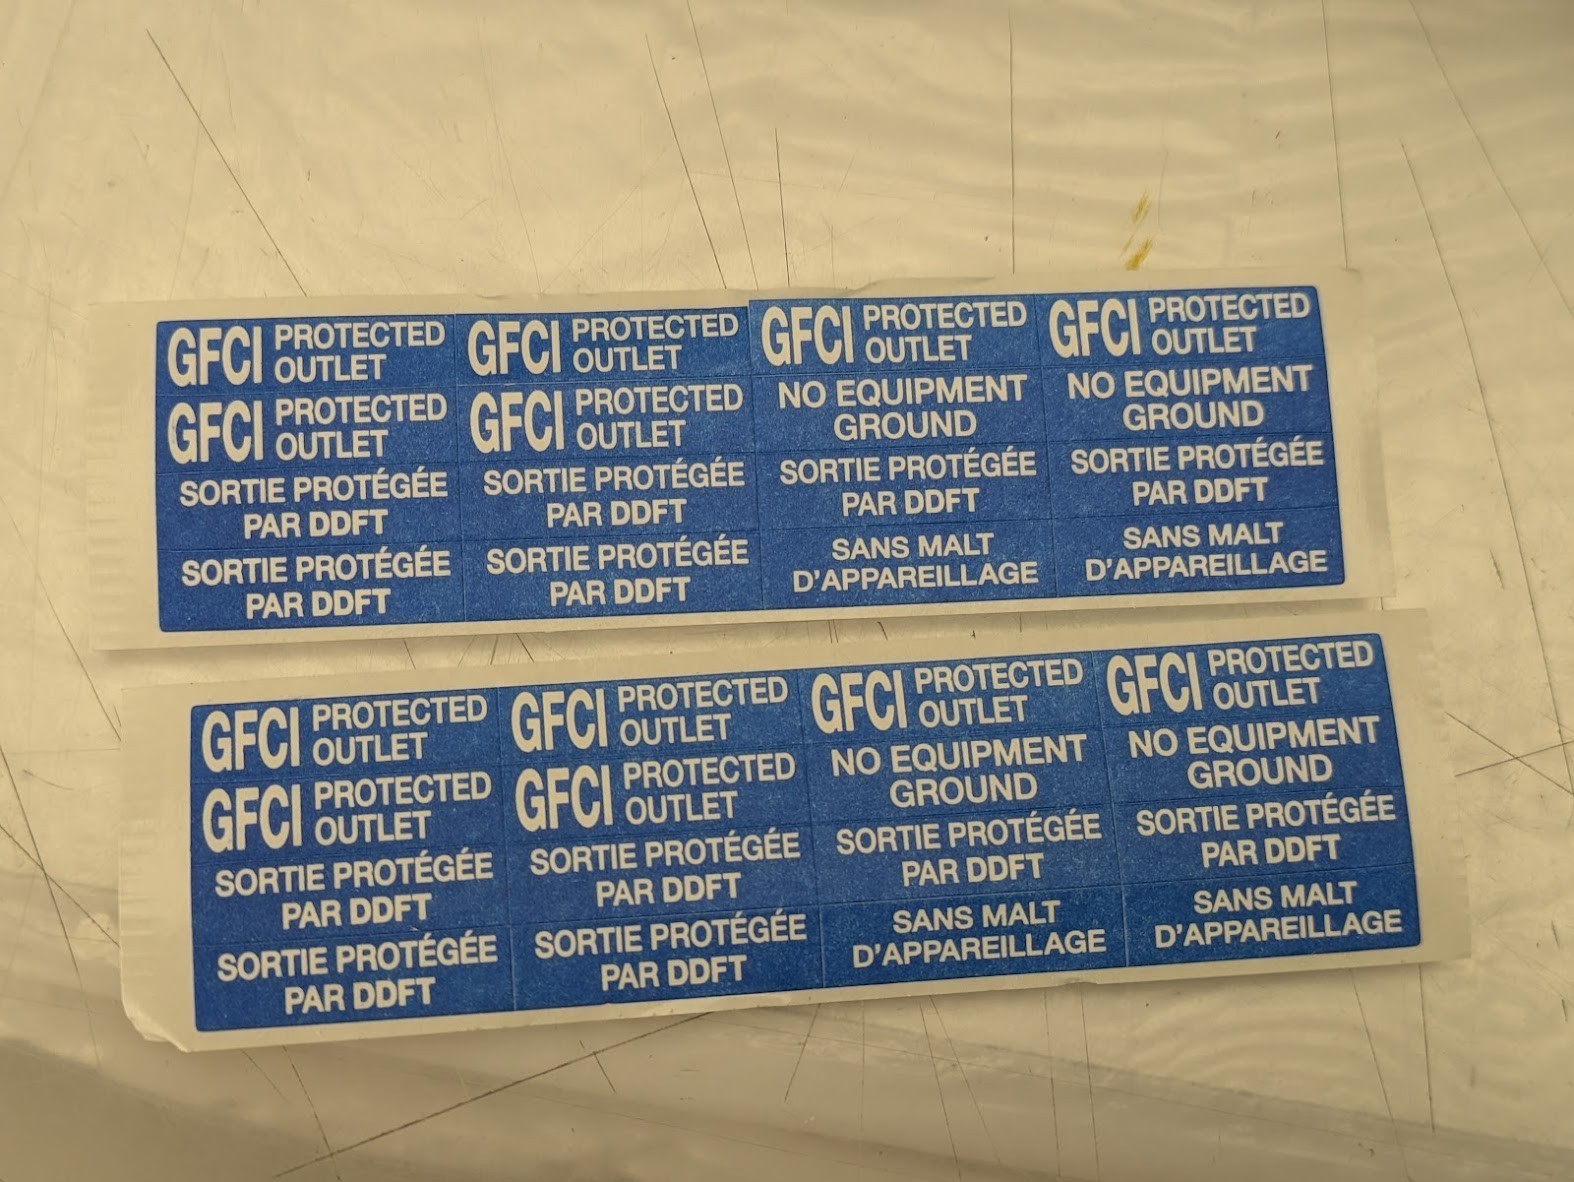 GFCI PROTECTED OUTLET GFCI PROTECTED OUTLET GFCI PROTECTED OUTLET GFCI PROTECTED OUTLET
GFCI PROTECTED OUTLET GFCI PROTECTED OUTLET NO EQUIPMENT GROUND NO EQUIPMENT GROUND
SORTIE PROTÉGÉE PAR DDFT SORTIE PROTÉGÉE PAR DDFT SORTIE PROTÉGÉE PAR DDFT SORTIE PROTÉGÉE PAR DDFT
SORTIE PROTÉGÉE PAR DDFT SORTIE PROTÉGÉE PAR DDFT SANS MALT D'APPAREILLAGE SANS MALT D'APPAREILLAGE
GFCI PROTECTED OUTLET GFCI PROTECTED OUTLET GFCI PROTECTED OUTLET GFCI PROTECTED OUTLET
GFCI PROTECTED OUTLET GFCI PROTECTED OUTLET NO EQUIPMENT GROUND NO EQUIPMENT GROUND
SORTIE PROTÉGÉE PAR DDFT SORTIE PROTÉGÉE PAR DDFT SORTIE PROTÉGÉE PAR DDFT SORTIE PROTÉGÉE PAR DDFT
SORTIE PROTÉGÉE PAR DDFT SORTIE PROTÉGÉE PAR DDFT SANS MALT D'APPAREILLAGE SANS MALT D'APPAREILLAGE